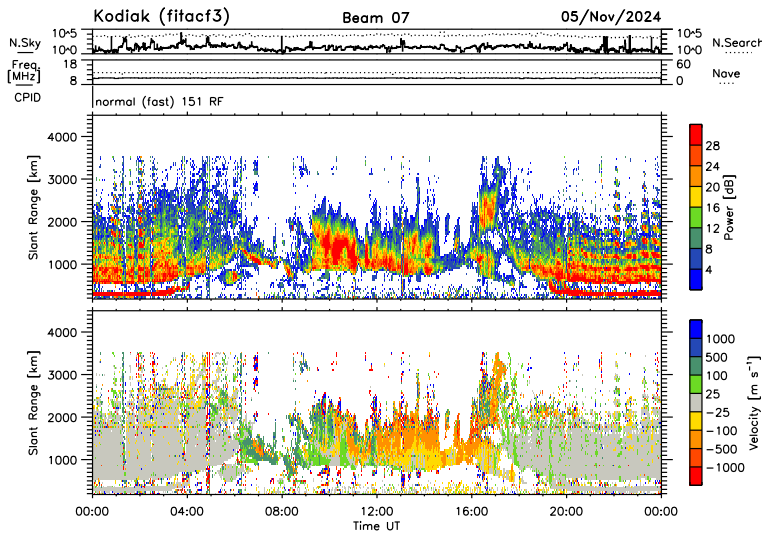 Kodiak (fitacf3) Beam 07 05/Nov/2024
10+5 10+5
N.Sky N.Search
10+0 10+0
Freq. 18 60
[MHz] 8 0 Nave
CPID normal (fast) 151 RF
Slant Range [km]
4000
3000
2000
1000
28
24
20
16
12
8
4
Power [dB]
Slant Range [km]
4000
3000
2000
1000
1000
500
100
25
-25
-100
-500
-1000
Velocity [m s⁻¹]
00:00 04:00 08:00 12:00 16:00 20:00 00:00
Time UT